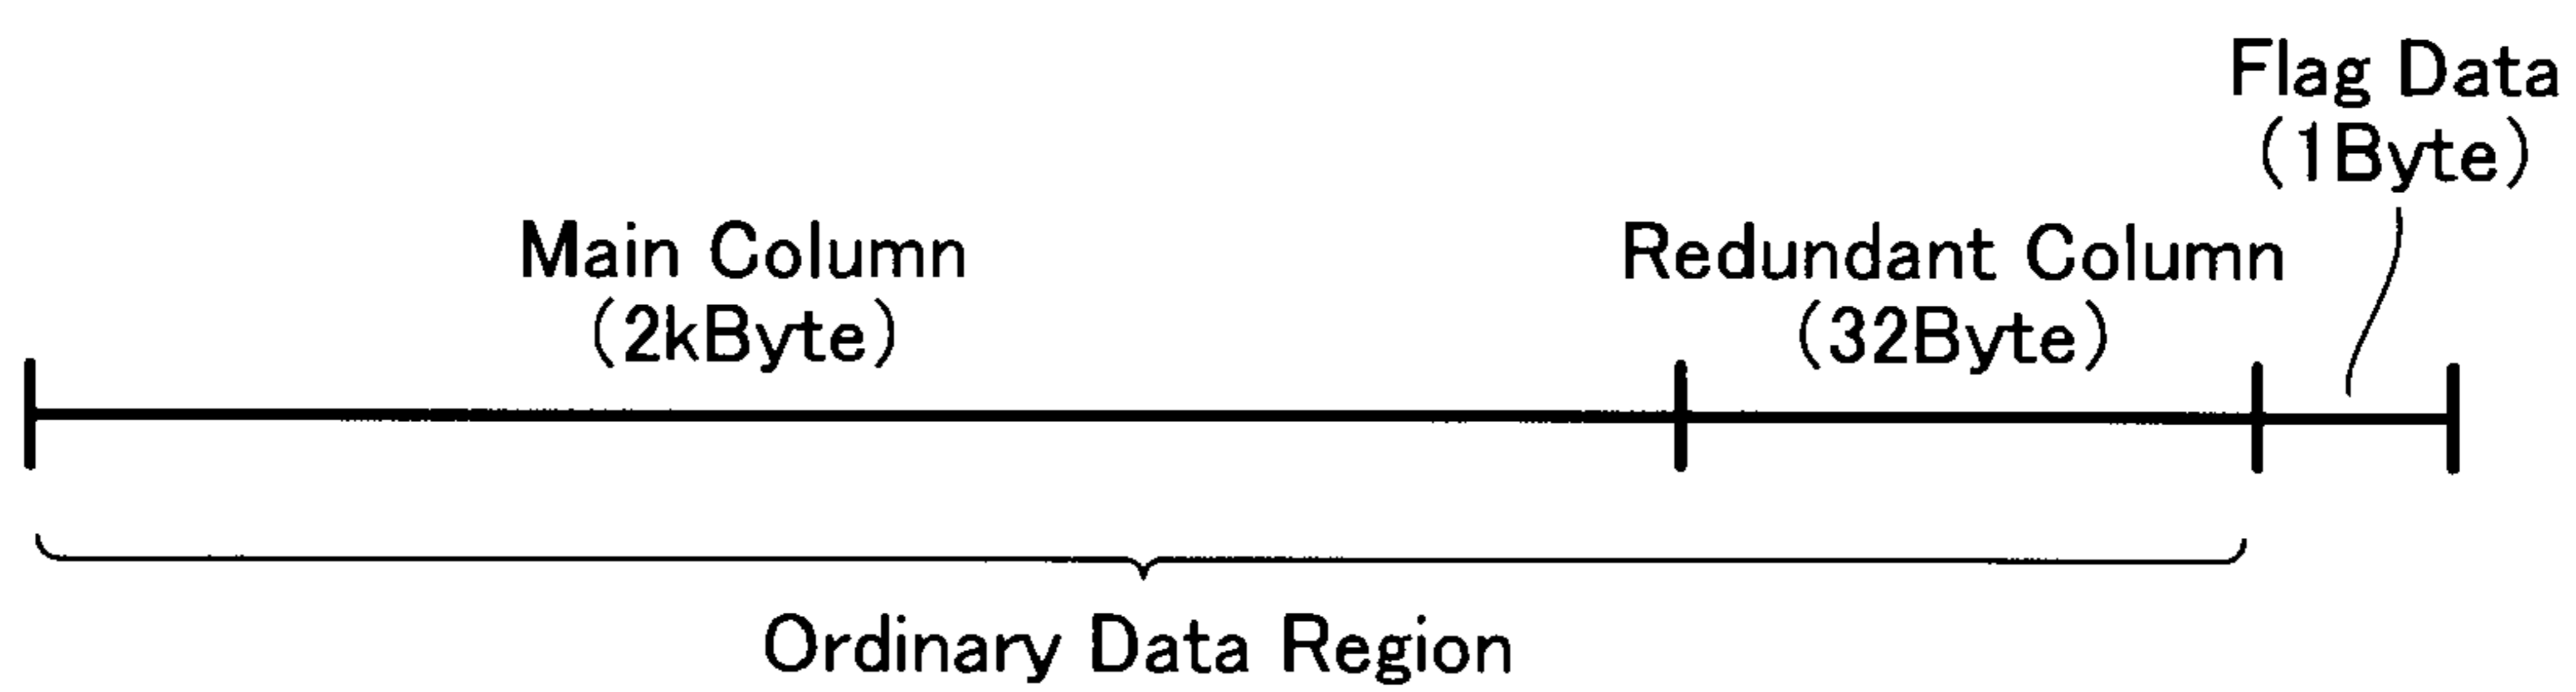 Flag Data
(1Byte)
Main Column
(2kByte)
Redundant Column
(32Byte)
Ordinary Data Region